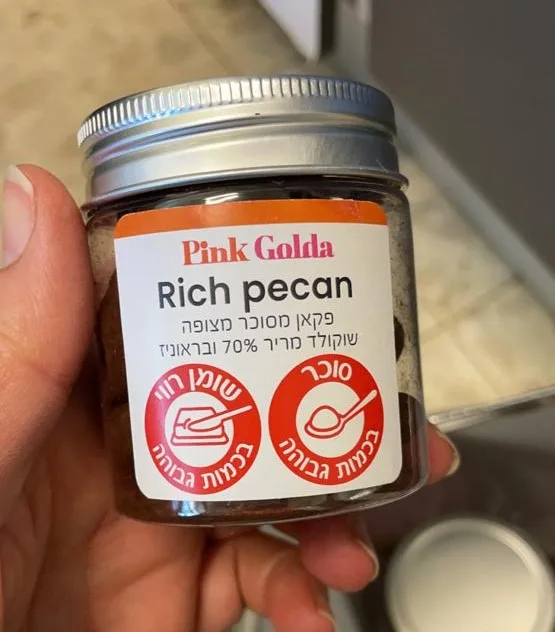 Pink Golda
Rich pecan
פקאן מסוכר מצופה
שוקולד מריר 70% ובראוניז
שומן רווי
בכמות גבוהה
סוכר
בכמות גבוהה